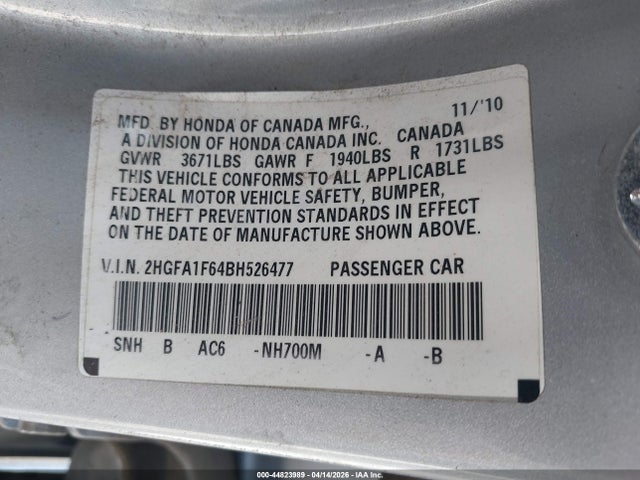 11/'10
MFD. BY HONDA OF CANADA MFG.,
A DIVISION OF HONDA CANADA INC. CANADA
GVWR 3671LBS GAWR F 1940LBS R 1731LBS
THIS VEHICLE CONFORMS TO ALL APPLICABLE
FEDERAL MOTOR VEHICLE SAFETY, BUMPER,
AND THEFT PREVENTION STANDARDS IN EFFECT
ON THE DATE OF MANUFACTURE SHOWN ABOVE.
V.I.N. 2HGFA1F64BH526477 PASSENGER CAR
SNH B AC6 -NH700M -A -B
000-44823989 - 04/14/2026 - IAA Inc.